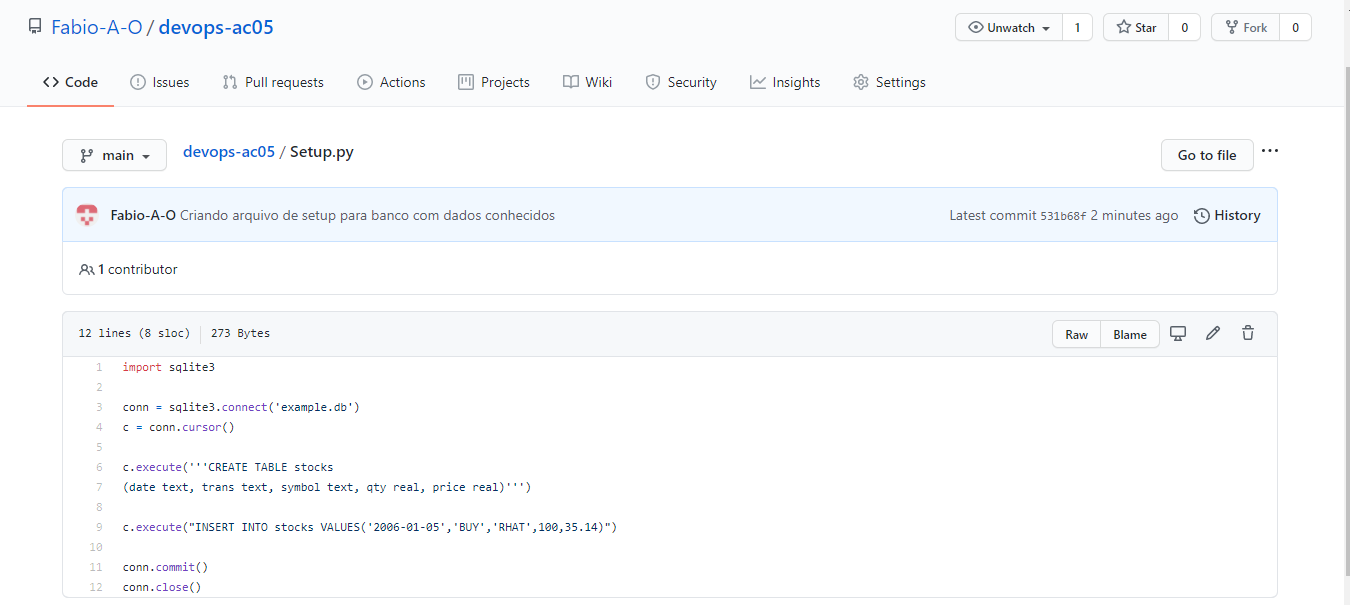 Fabio-A-O / devops-ac05
Unwatch 1 Star 0 Fork 0
Code Issues Pull requests Actions Projects Wiki Security Insights Settings
main devops-ac05 / Setup.py Go to file ...
Fabio-A-O Criando arquivo de setup para banco com dados conhecidos Latest commit 531b68f 2 minutes ago History
1 contributor
12 lines (8 sloc) 273 Bytes Raw Blame
1 import sqlite3
2
3 conn = sqlite3.connect('example.db')
4 c = conn.cursor()
5
6 c.execute('''CREATE TABLE stocks
7 (date text, trans text, symbol text, qty real, price real)''')
8
9 c.execute("INSERT INTO stocks VALUES('2006-01-05','BUY','RHAT',100,35.14)")
10
11 conn.commit()
12 conn.close()